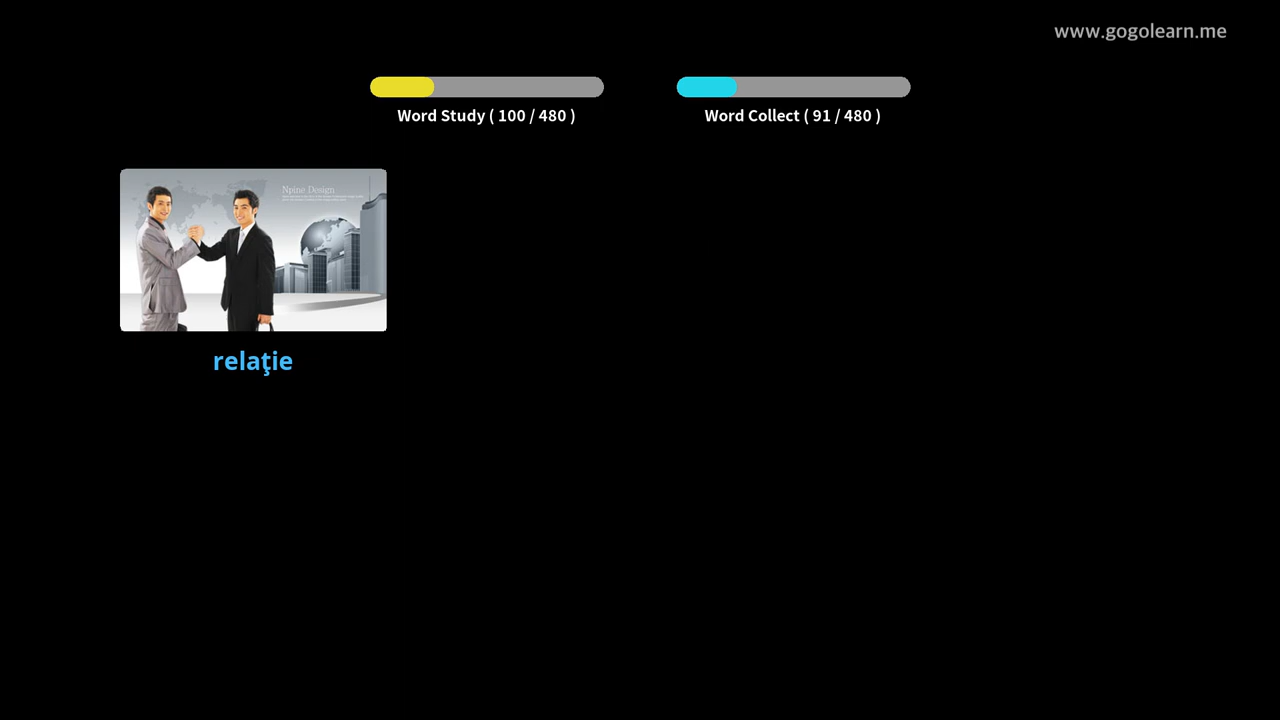 www.gogolearn.me
Word Study ( 100 / 480 )
Word Collect ( 91 / 480 )
Npine Design
relaţie